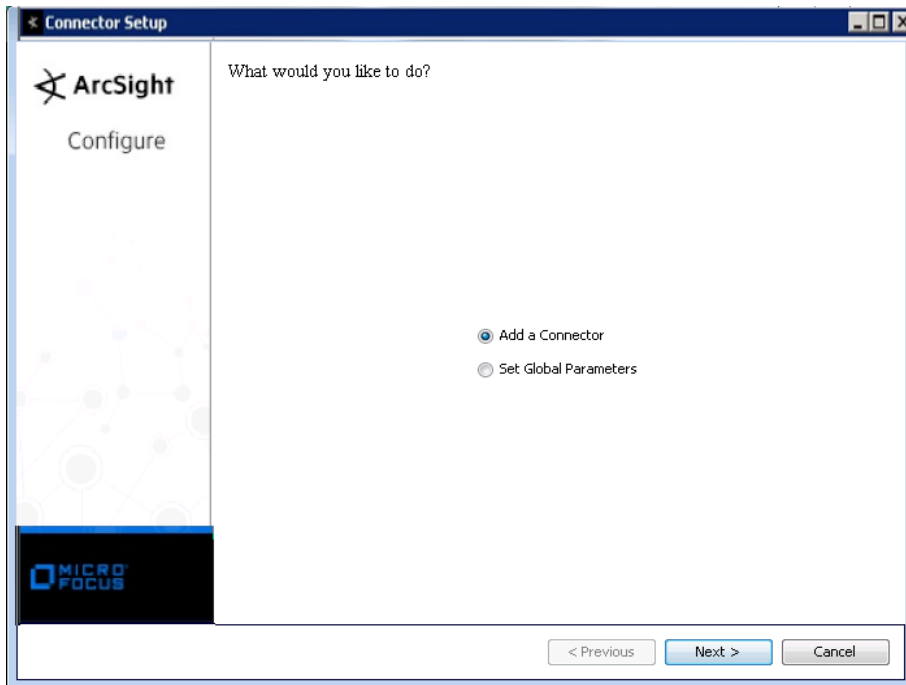 Connector Setup
ArcSight
Configure
What would you like to do?
Add a Connector
Set Global Parameters
MICRO
FOCUS
< Previous
Next >
Cancel